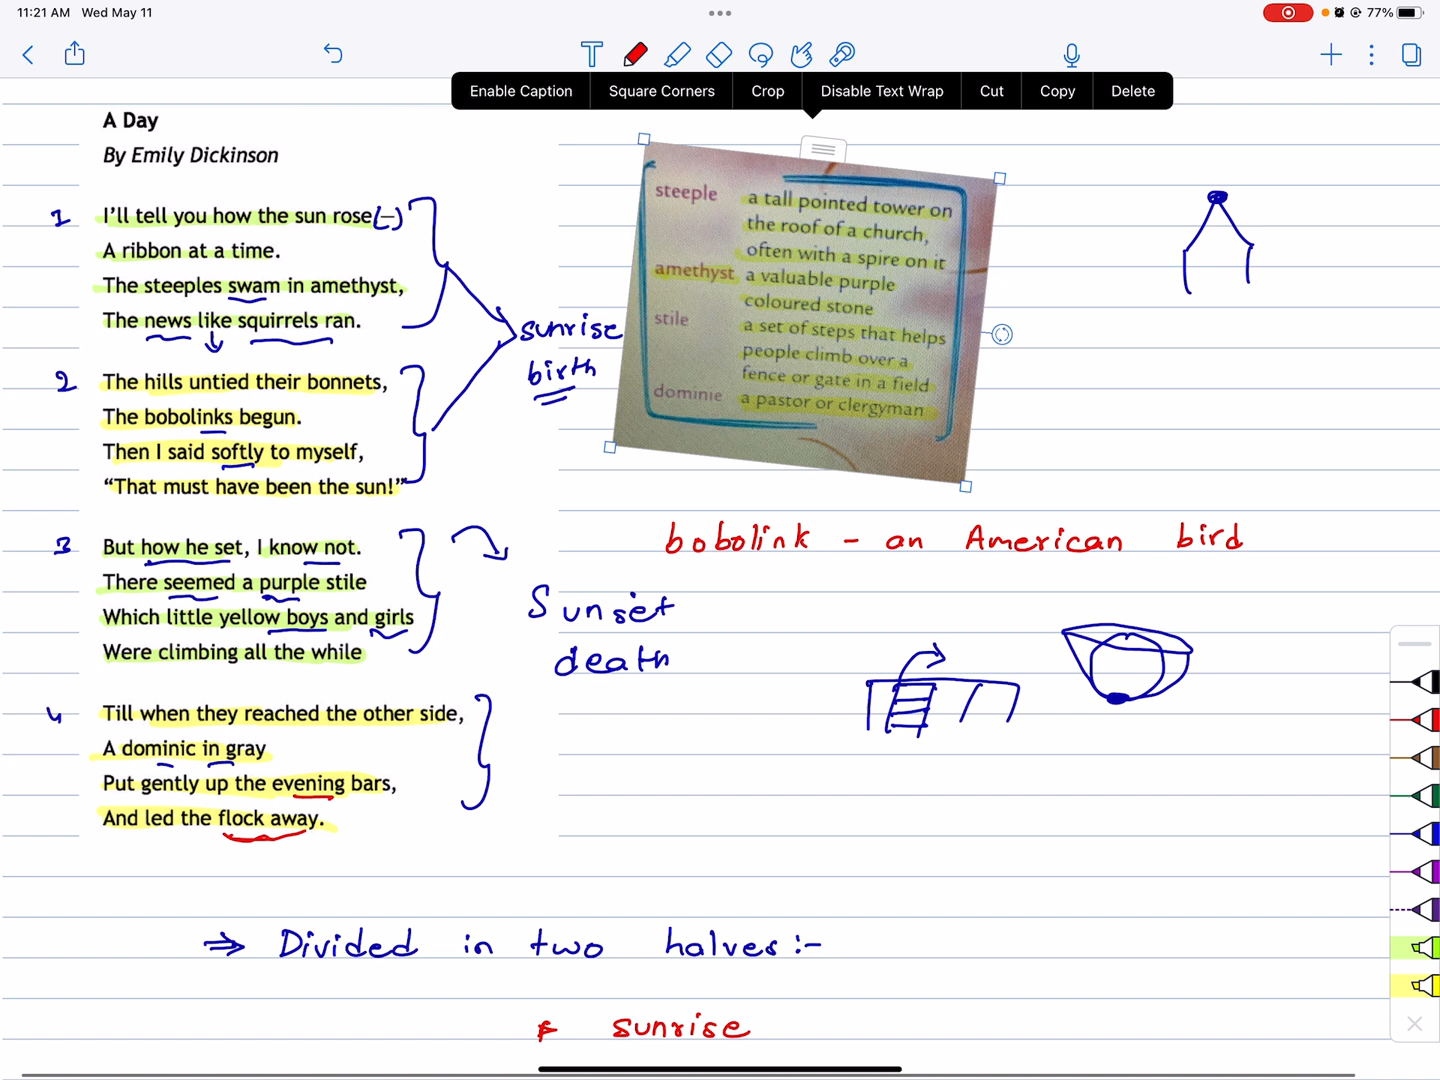 11:21 AM Wed May 11
77%
Enable Caption Square Corners Crop Disable Text Wrap Cut Copy Delete
A Day
By Emily Dickinson
1 I'll tell you how the sun rose (–)
A ribbon at a time.
The steeples swam in amethyst,
The news like squirrels ran.
2 The hills untied their bonnets,
The bobolinks begun.
Then I said softly to myself,
“That must have been the sun!”
3 But how he set, I know not.
There seemed a purple stile
Which little yellow boys and girls
Were climbing all the while
4 Till when they reached the other side,
A dominic in gray
Put gently up the evening bars,
And led the flock away.
sunrise
birth
Sunset
death
steeple a tall pointed tower on
the roof of a church,
often with a spire on it
amethyst a valuable purple
coloured stone
stile a set of steps that helps
people climb over a
fence or gate in a field
dominie a pastor or clergyman
bobolink - an American bird
⇒ Divided in two halves :-
* sunrise